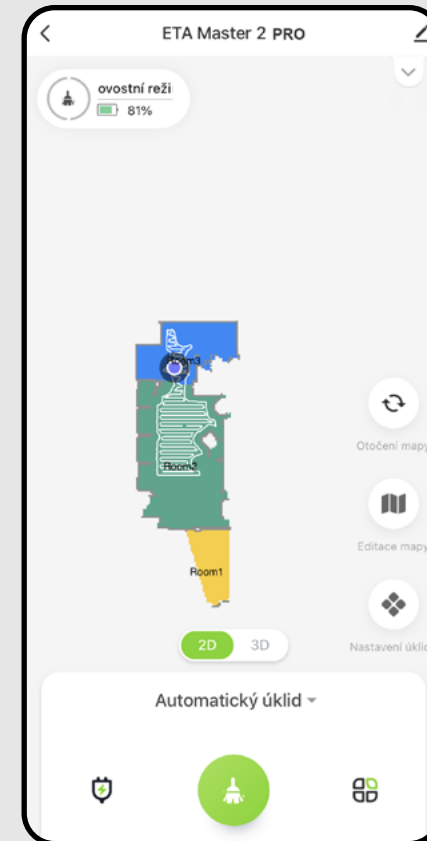 ETA Master 2 PRO
ovostní reži
81%
Room3
Room2
Room1
Otočení mapy
Editace mapy
Nastavení úklid
2D
3D
Automatický úklid